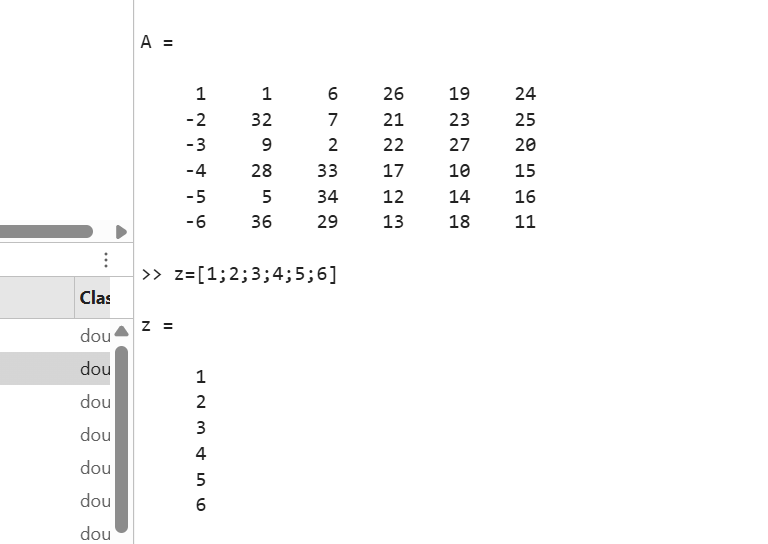 A =
1 1 6 26 19 24
-2 32 7 21 23 25
-3 9 2 22 27 20
-4 28 33 17 10 15
-5 5 34 12 14 16
-6 36 29 13 18 11
>> z=[1;2;3;4;5;6]
z =
1
2
3
4
5
6
Clas
dou
dou
dou
dou
dou
dou
dou